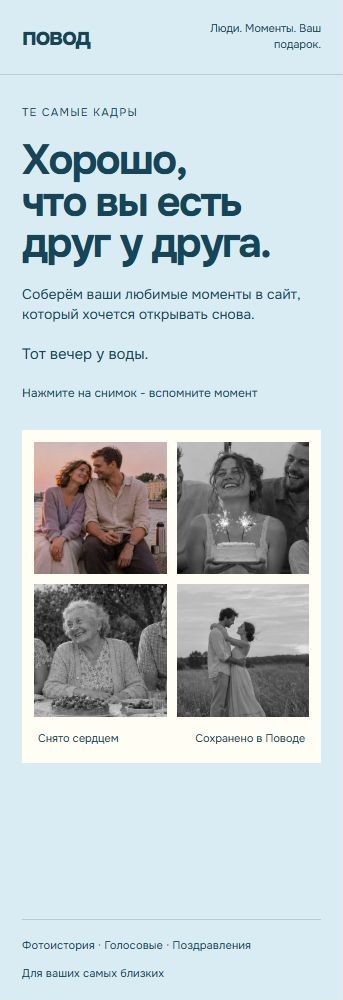 повод
Люди. Моменты. Ваш
подарок.
ТЕ САМЫЕ КАДРЫ
Хорошо,
что вы есть
друг у друга.
Соберём ваши любимые моменты в сайт,
который хочется открывать снова.
Тот вечер у воды.
Нажмите на снимок - вспомните момент
Снято сердцем
Сохранено в Поводе
Фотоистория · Голосовые · Поздравления
Для ваших самых близких